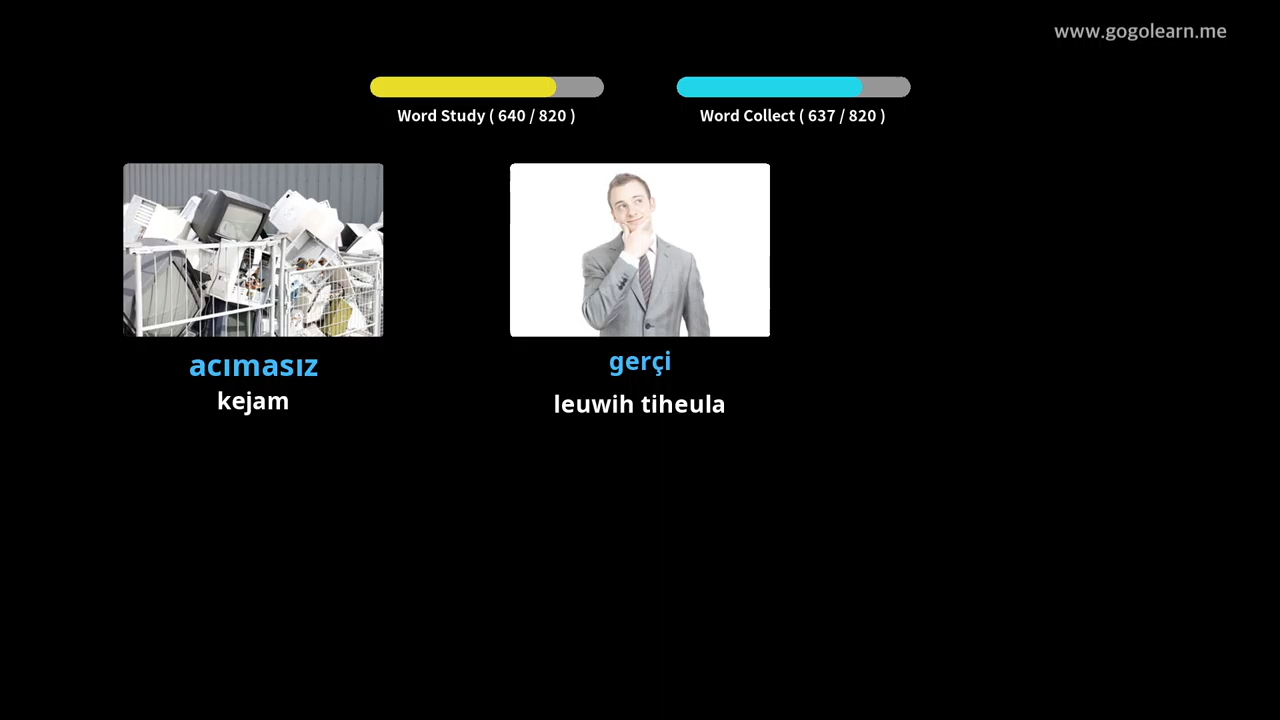 www.gogolearn.me
Word Study ( 640 / 820 )
Word Collect ( 637 / 820 )
acımasız
kejam
gerçi
leuwih tiheula